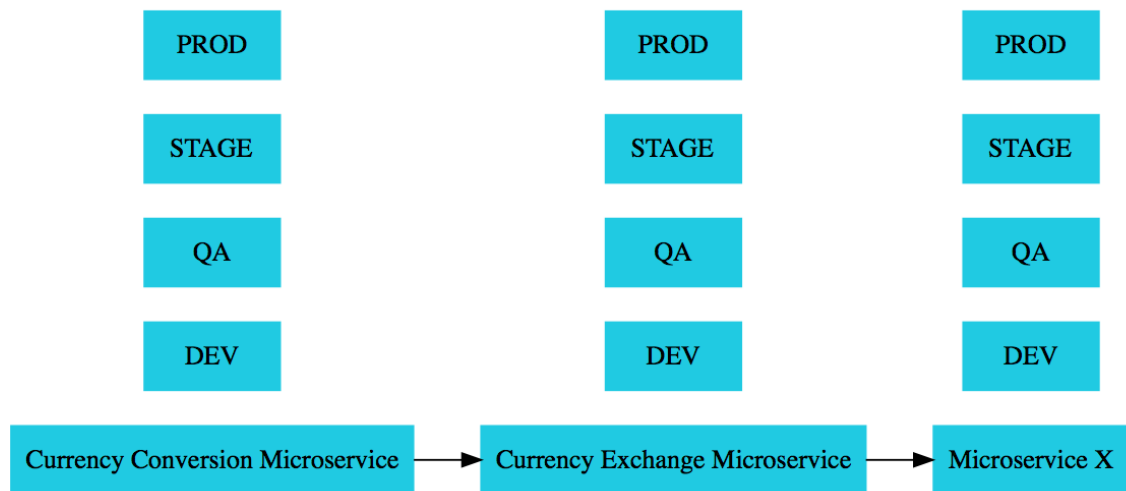 PROD
PROD
PROD
STAGE
STAGE
STAGE
QA
QA
QA
DEV
DEV
DEV
Currency Conversion Microservice
Currency Exchange Microservice
Microservice X